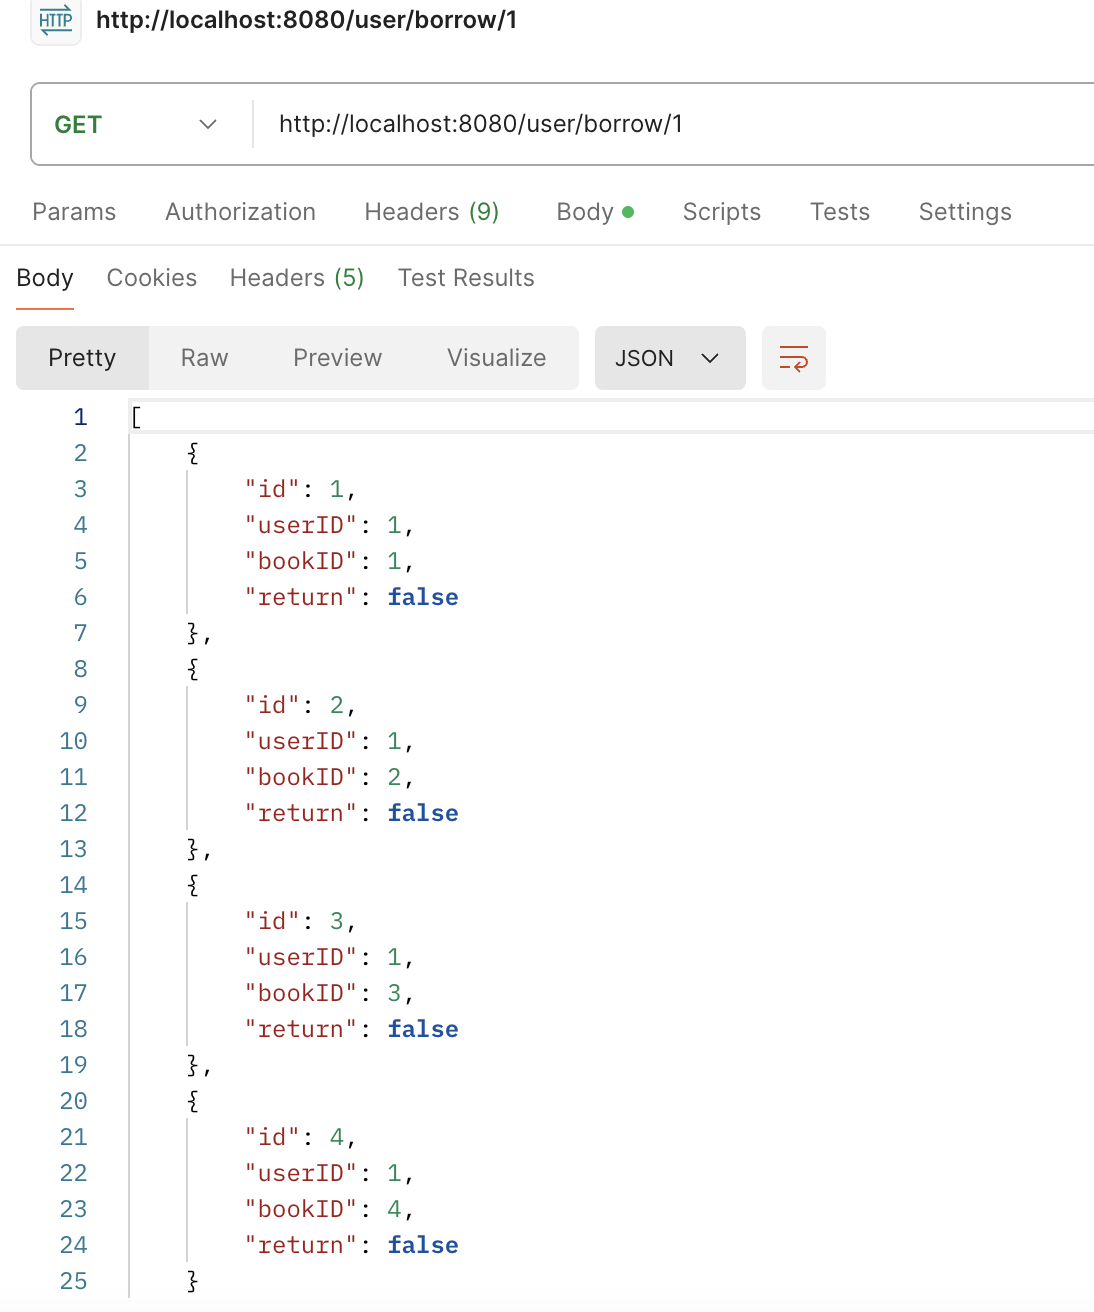 HTTP http://localhost:8080/user/borrow/1
GET http://localhost:8080/user/borrow/1
Params Authorization Headers (9) Body Scripts Tests Settings
Body Cookies Headers (5) Test Results
Pretty Raw Preview Visualize JSON
1 [
2 {
3 "id": 1,
4 "userID": 1,
5 "bookID": 1,
6 "return": false
7 },
8 {
9 "id": 2,
10 "userID": 1,
11 "bookID": 2,
12 "return": false
13 },
14 {
15 "id": 3,
16 "userID": 1,
17 "bookID": 3,
18 "return": false
19 },
20 {
21 "id": 4,
22 "userID": 1,
23 "bookID": 4,
24 "return": false
25 }